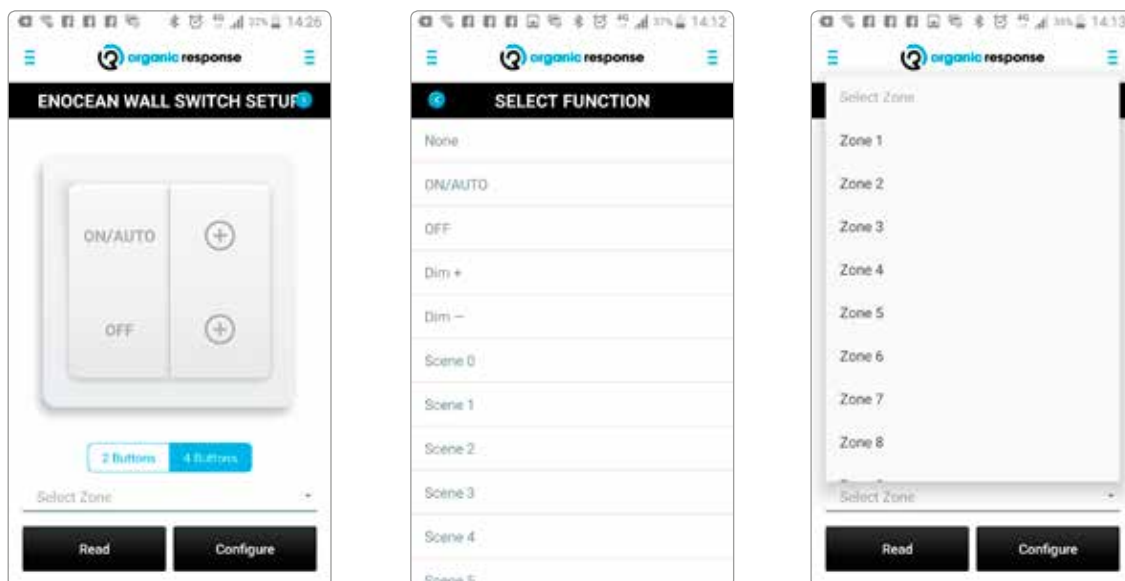 14:26
organic response
ENOCEAN WALL SWITCH SETUP
ON/AUTO
OFF
2 Buttons 4 Buttons
Select Zone
Read Configure
37% 14:12
organic response
SELECT FUNCTION
None
ON/AUTO
OFF
Dim +
Dim –
Scene 0
Scene 1
Scene 2
Scene 3
Scene 4
Scene 5
14:13
organic response
Select Zone
Zone 1
Zone 2
Zone 3
Zone 4
Zone 5
Zone 6
Zone 7
Zone 8
Select Zone
Read Configure